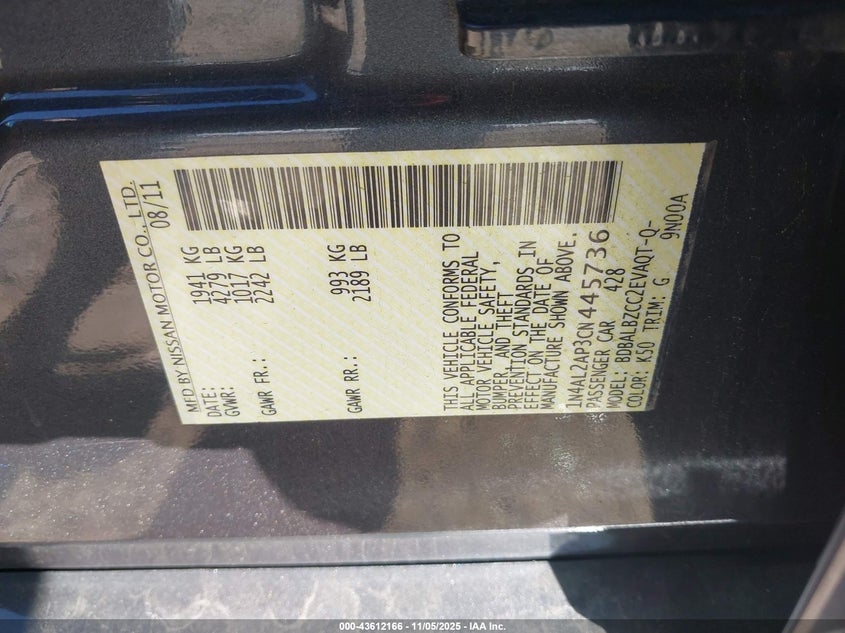 MFD BY NISSAN MOTOR CO., LTD.
DATE: 08/11
GVWR: 1941 KG
4279 LB
GAWR FR.: 1017 KG
2242 LB
GAWR RR.: 993 KG
2189 LB
THIS VEHICLE CONFORMS TO
ALL APPLICABLE FEDERAL
MOTOR VEHICLE SAFETY,
BUMPER, AND THEFT
PREVENTION STANDARDS IN
EFFECT ON THE DATE OF
MANUFACTURE SHOWN ABOVE.
1N4AL2AP3CN445736
PASSENGER CAR 428
MODEL: BDBALBZCC2EVAQT-Q-
COLOR: K50 TRIM: G 9N00A
000-43612166 - 11/05/2025 - IAA Inc.